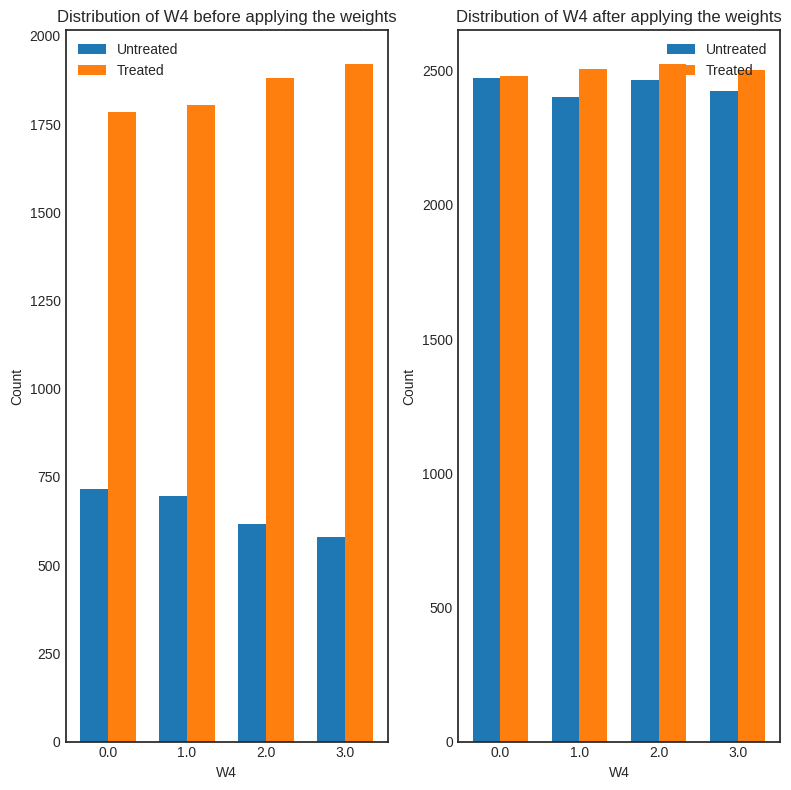 Distribution of W4 before applying the weights
Untreated
Treated
2000
1750
1500
1250
1000
750
500
250
0
Count
0.0 1.0 2.0 3.0
W4
Distribution of W4 after applying the weights
Untreated
Treated
2500
2000
1500
1000
500
0
Count
0.0 1.0 2.0 3.0
W4